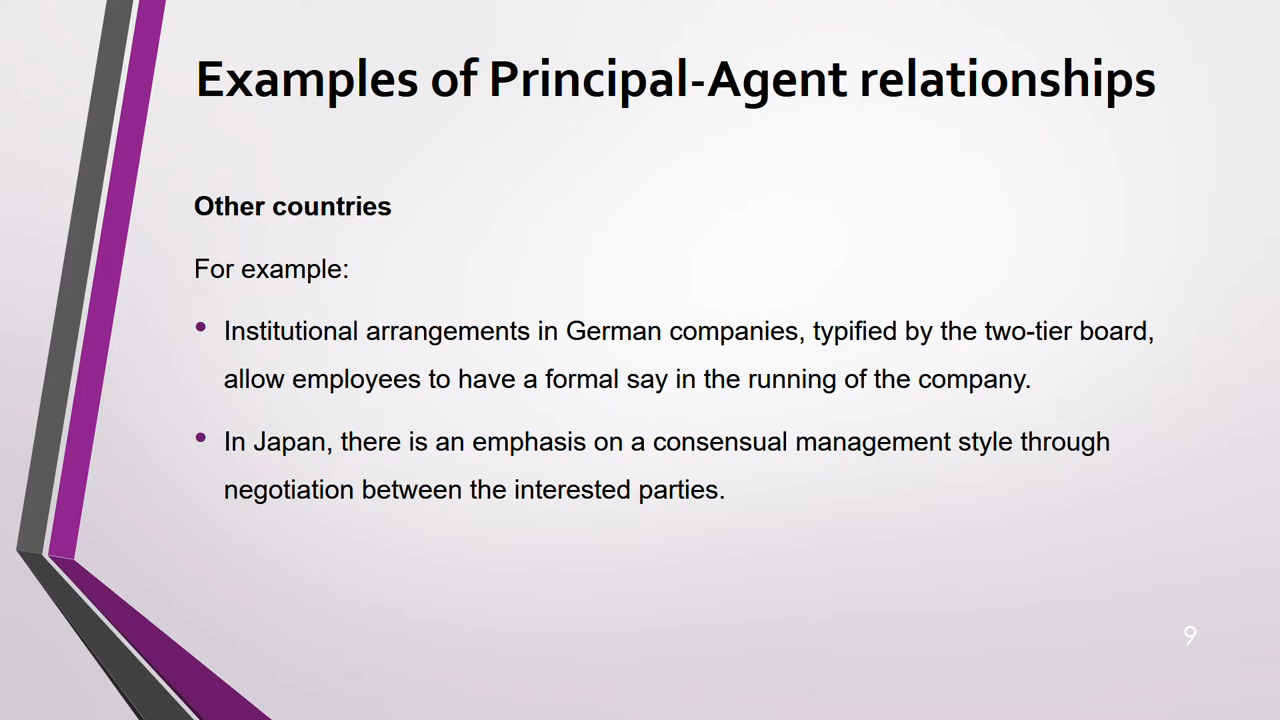 Examples of Principal-Agent relationships
Other countries
For example:
• Institutional arrangements in German companies, typified by the two-tier board,
allow employees to have a formal say in the running of the company.
• In Japan, there is an emphasis on a consensual management style through
negotiation between the interested parties.
9